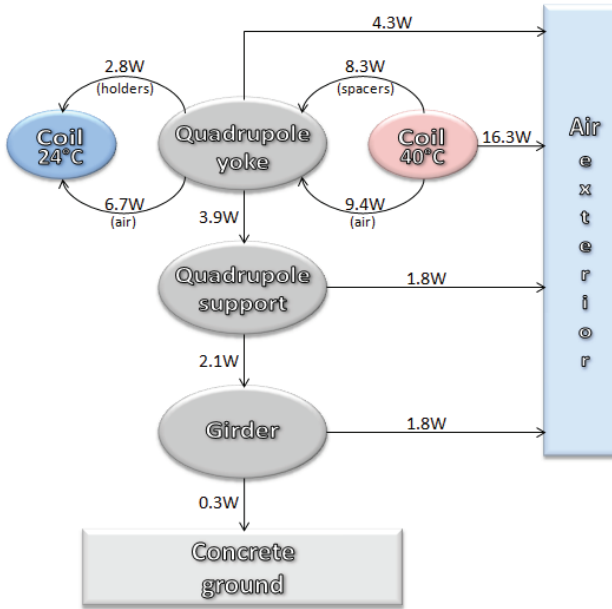 4.3W
2.8W
(holders)
8.3W
(spacers)
Coil
24°C
Quadrupole
yoke
Coil
40°C
16.3W
Air
exterior
6.7W
(air)
9.4W
(air)
3.9W
Quadrupole
support
1.8W
2.1W
Girder
1.8W
0.3W
Concrete
ground